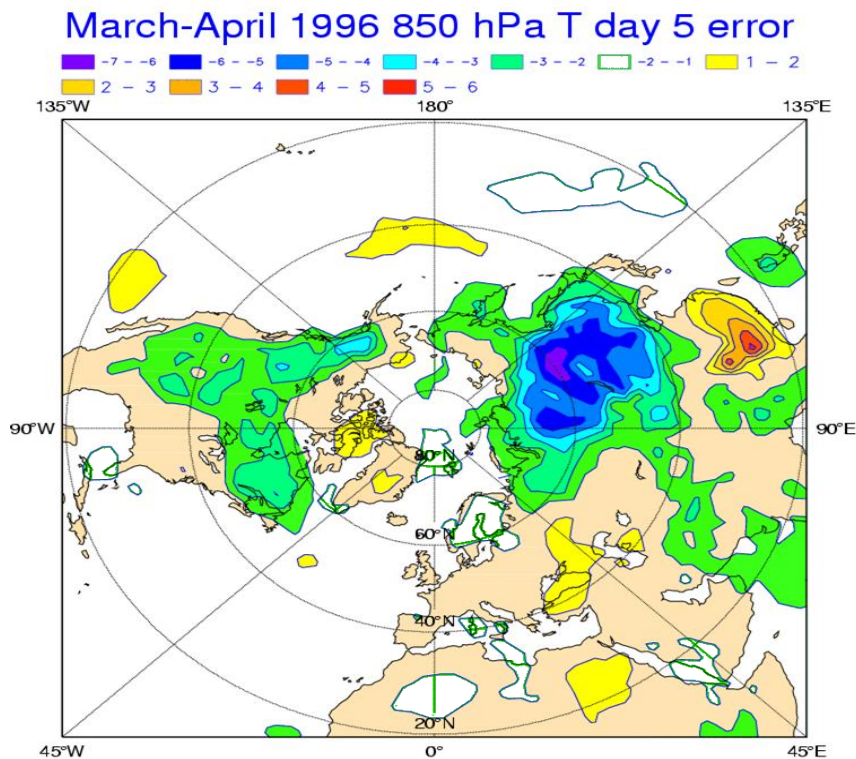 March-April 1996 850 hPa T day 5 error
-7 - -6 -6 - -5 -5 - -4 -4 - -3 -3 - -2 -2 - -1 1 - 2
2 - 3 3 - 4 4 - 5 5 - 6
135°W 180° 135°E
90°W 90°E
80°N
60°N
40°N
20°N
45°W 0° 45°E